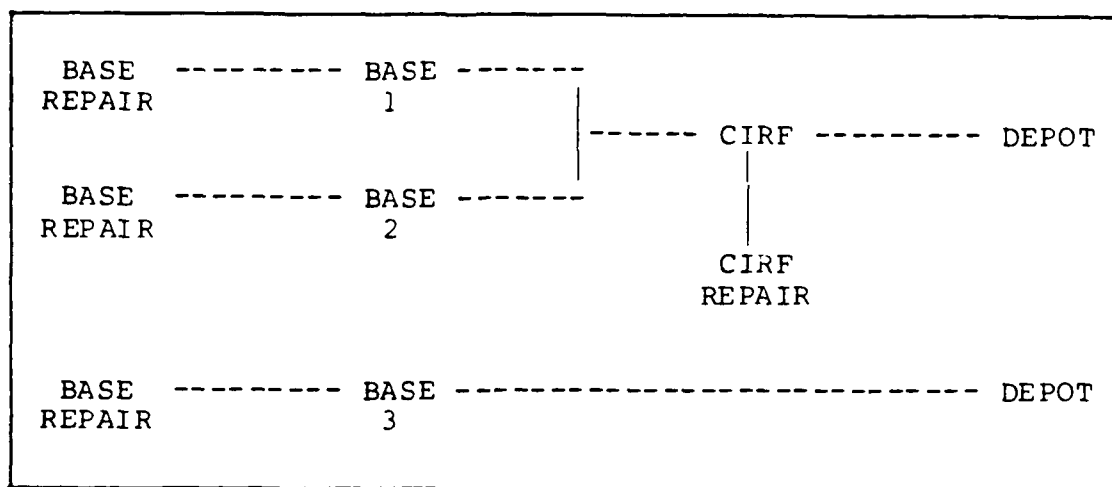 BASE --------- BASE -------
REPAIR 1
------ CIRF --------- DEPOT
BASE --------- BASE -------
REPAIR 2
CIRF
REPAIR
BASE --------- BASE ---------------------------- DEPOT
REPAIR 3